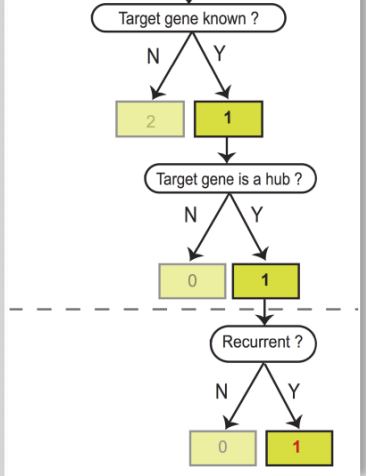 Target gene known ?
N Y
2 1
Target gene is a hub ?
N Y
0 1
Recurrent ?
N Y
0 1